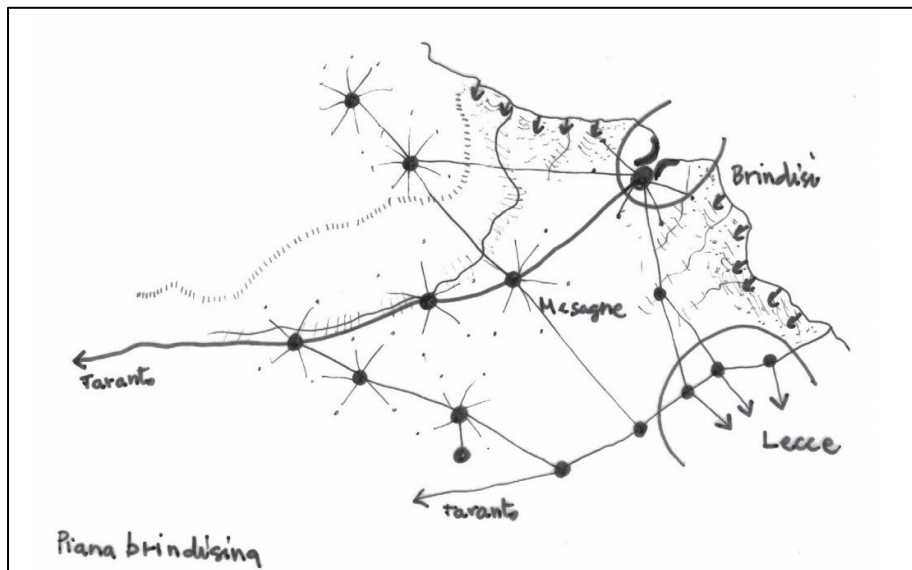 Brindisi
Mesagne
Taranto
Lecce
Taranto
Piana brindisina